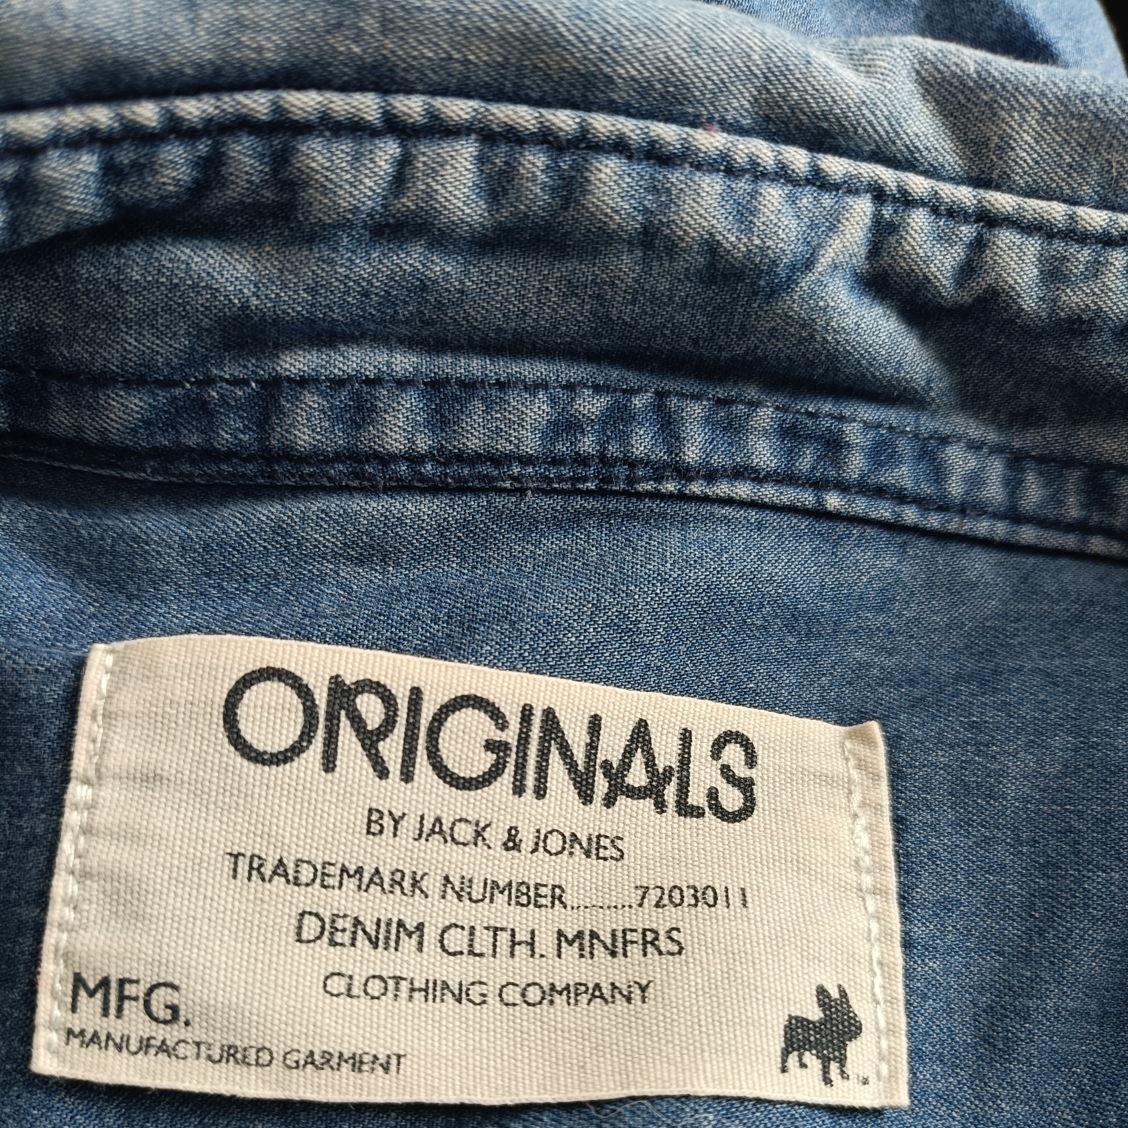 ORIGINALS
BY JACK & JONES
TRADEMARK NUMBER.........7203011
DENIM CLTH. MNFRS
CLOTHING COMPANY
MFG.
MANUFACTURED GARMENT